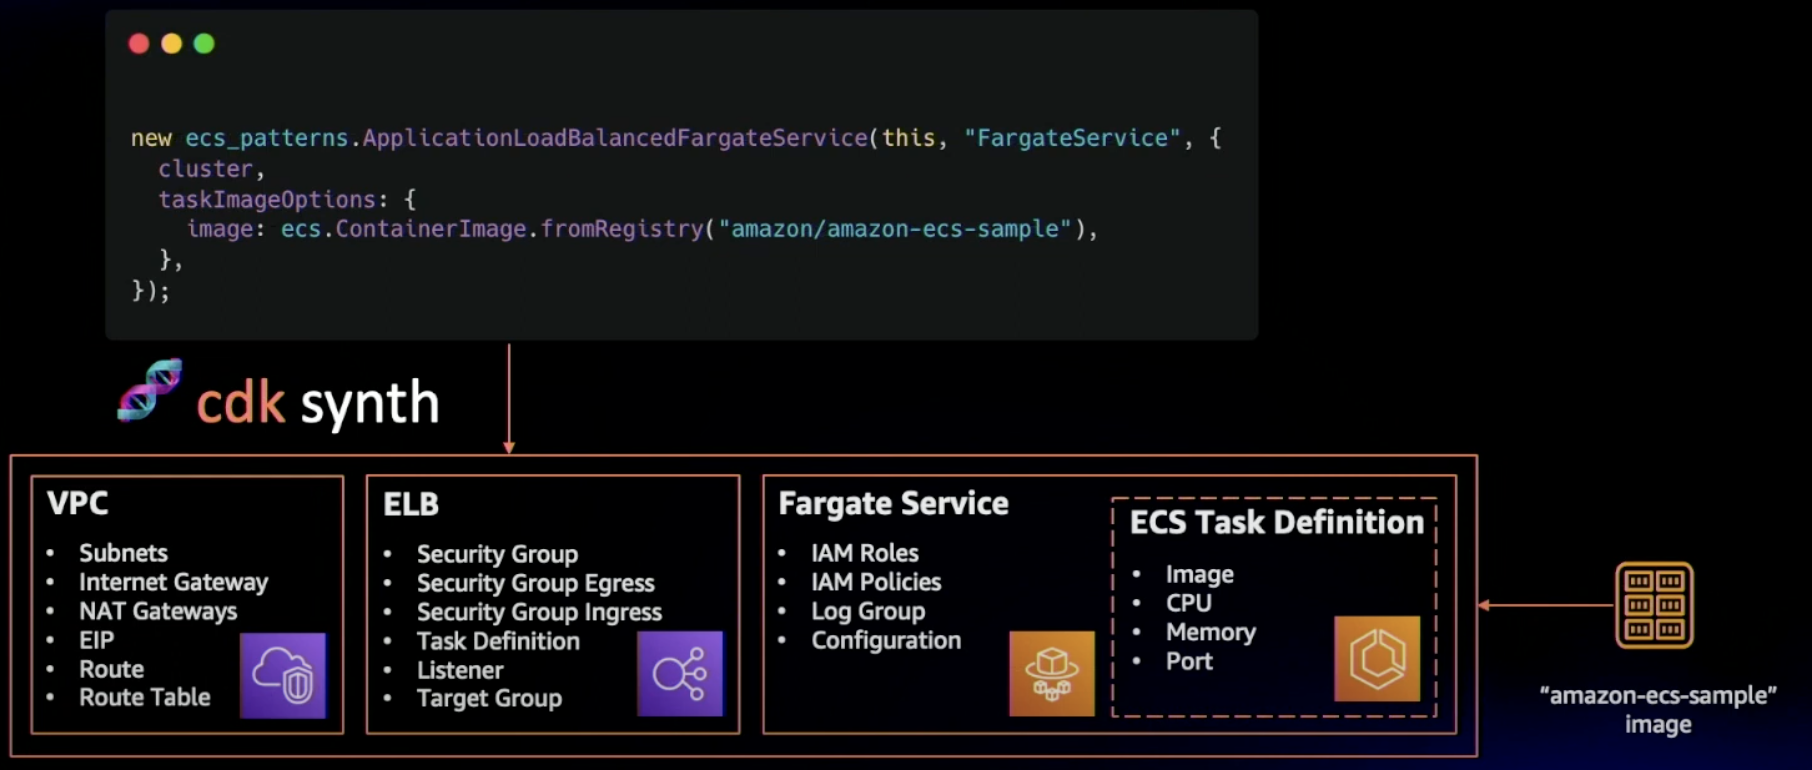 new ecs_patterns.ApplicationLoadBalancedFargateService(this, "FargateService", {
  cluster,
  taskImageOptions: {
    image: ecs.ContainerImage.fromRegistry("amazon/amazon-ecs-sample"),
  },
});
cdk synth
VPC
• Subnets
• Internet Gateway
• NAT Gateways
• EIP
• Route
• Route Table
ELB
• Security Group
• Security Group Egress
• Security Group Ingress
• Task Definition
• Listener
• Target Group
Fargate Service
• IAM Roles
• IAM Policies
• Log Group
• Configuration
ECS Task Definition
• Image
• CPU
• Memory
• Port
“amazon-ecs-sample”
image